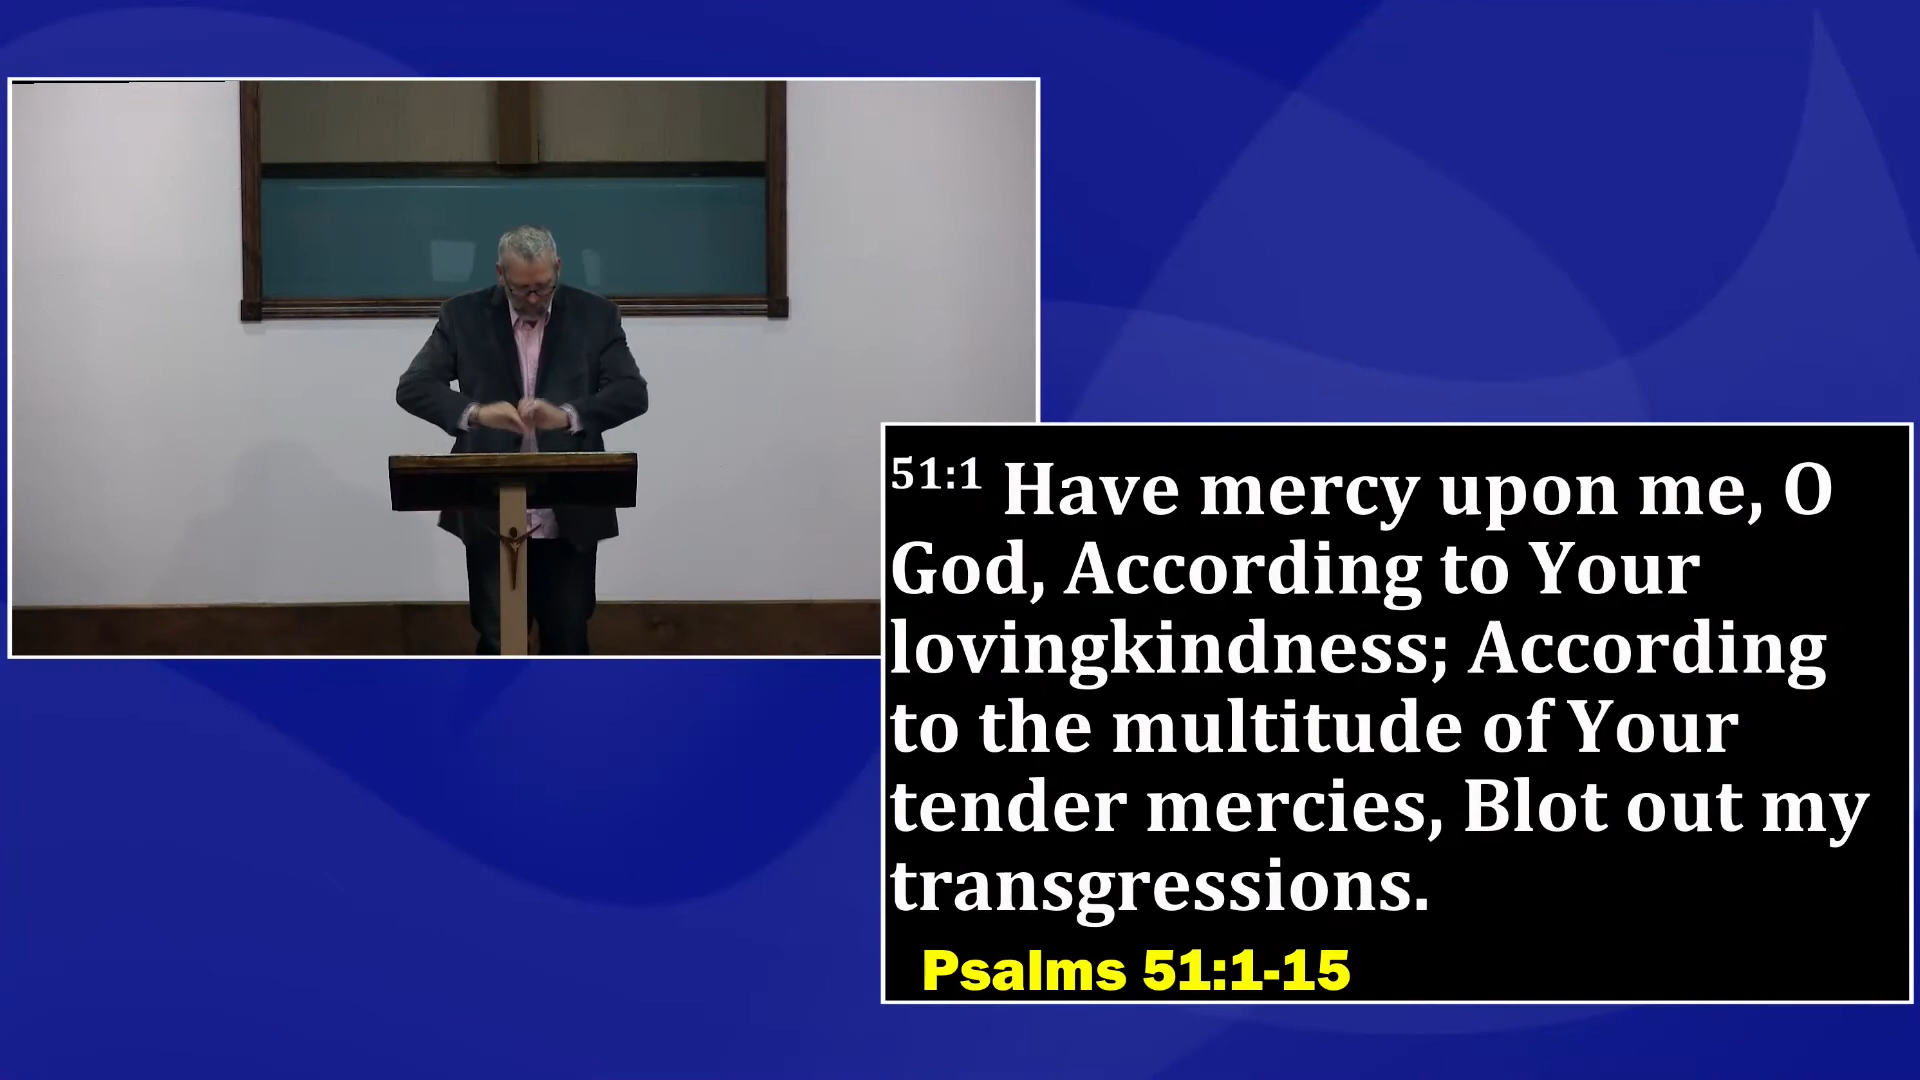 51:1 Have mercy upon me, O
God, According to Your
lovingkindness; According
to the multitude of Your
tender mercies, Blot out my
transgressions.
Psalms 51:1-15